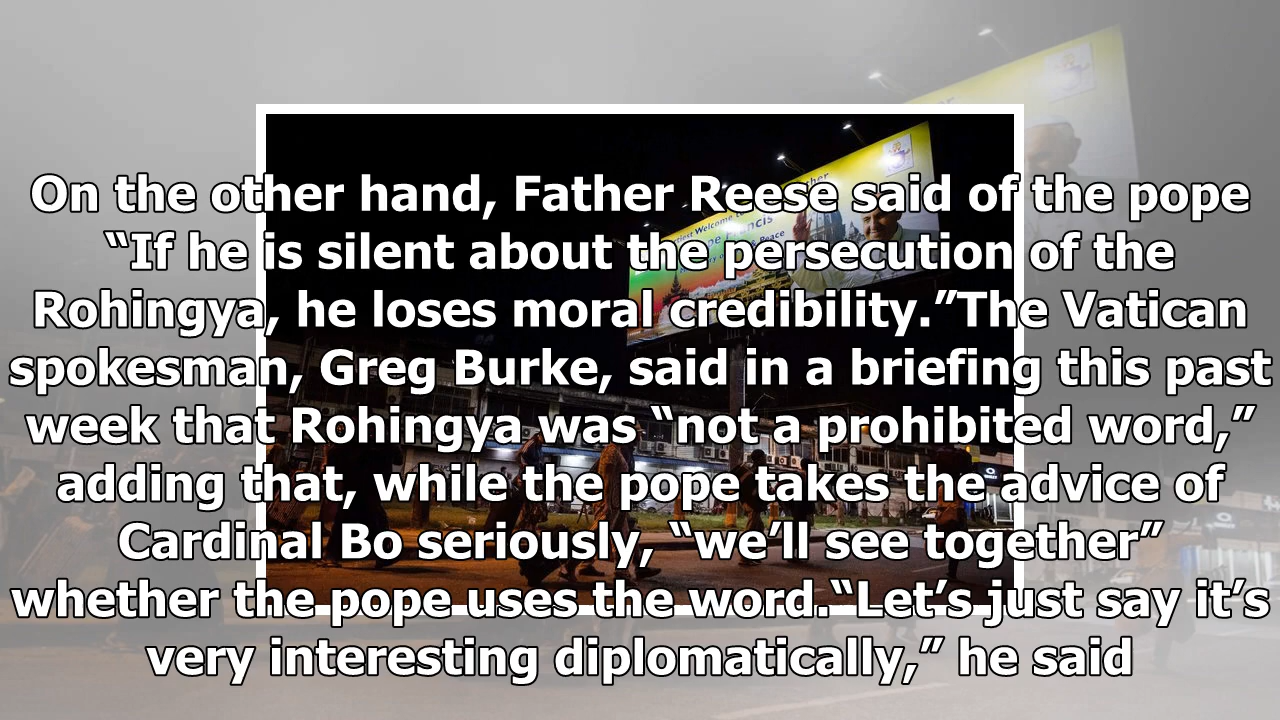 On the other hand, Father Reese said of the pope
“If he is silent about the persecution of the
Rohingya, he loses moral credibility.”The Vatican
spokesman, Greg Burke, said in a briefing this past
week that Rohingya was “not a prohibited word,”
adding that, while the pope takes the advice of
Cardinal Bo seriously, “we’ll see together”
whether the pope uses the word.“Let’s just say it’s
very interesting diplomatically,” he said